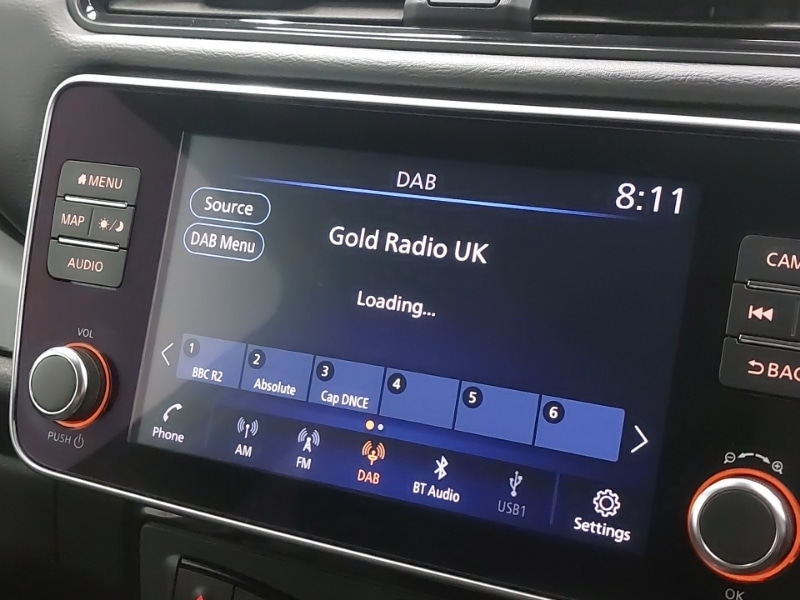 MENU
MAP
AUDIO
VOL
PUSH
DAB
8:11
Source
DAB Menu
Gold Radio UK
Loading...
1
BBC R2
2
Absolute
3
Cap DNCE
4
5
6
Phone
AM
FM
DAB
BT Audio
USB1
Settings
CAM
BAC
OK